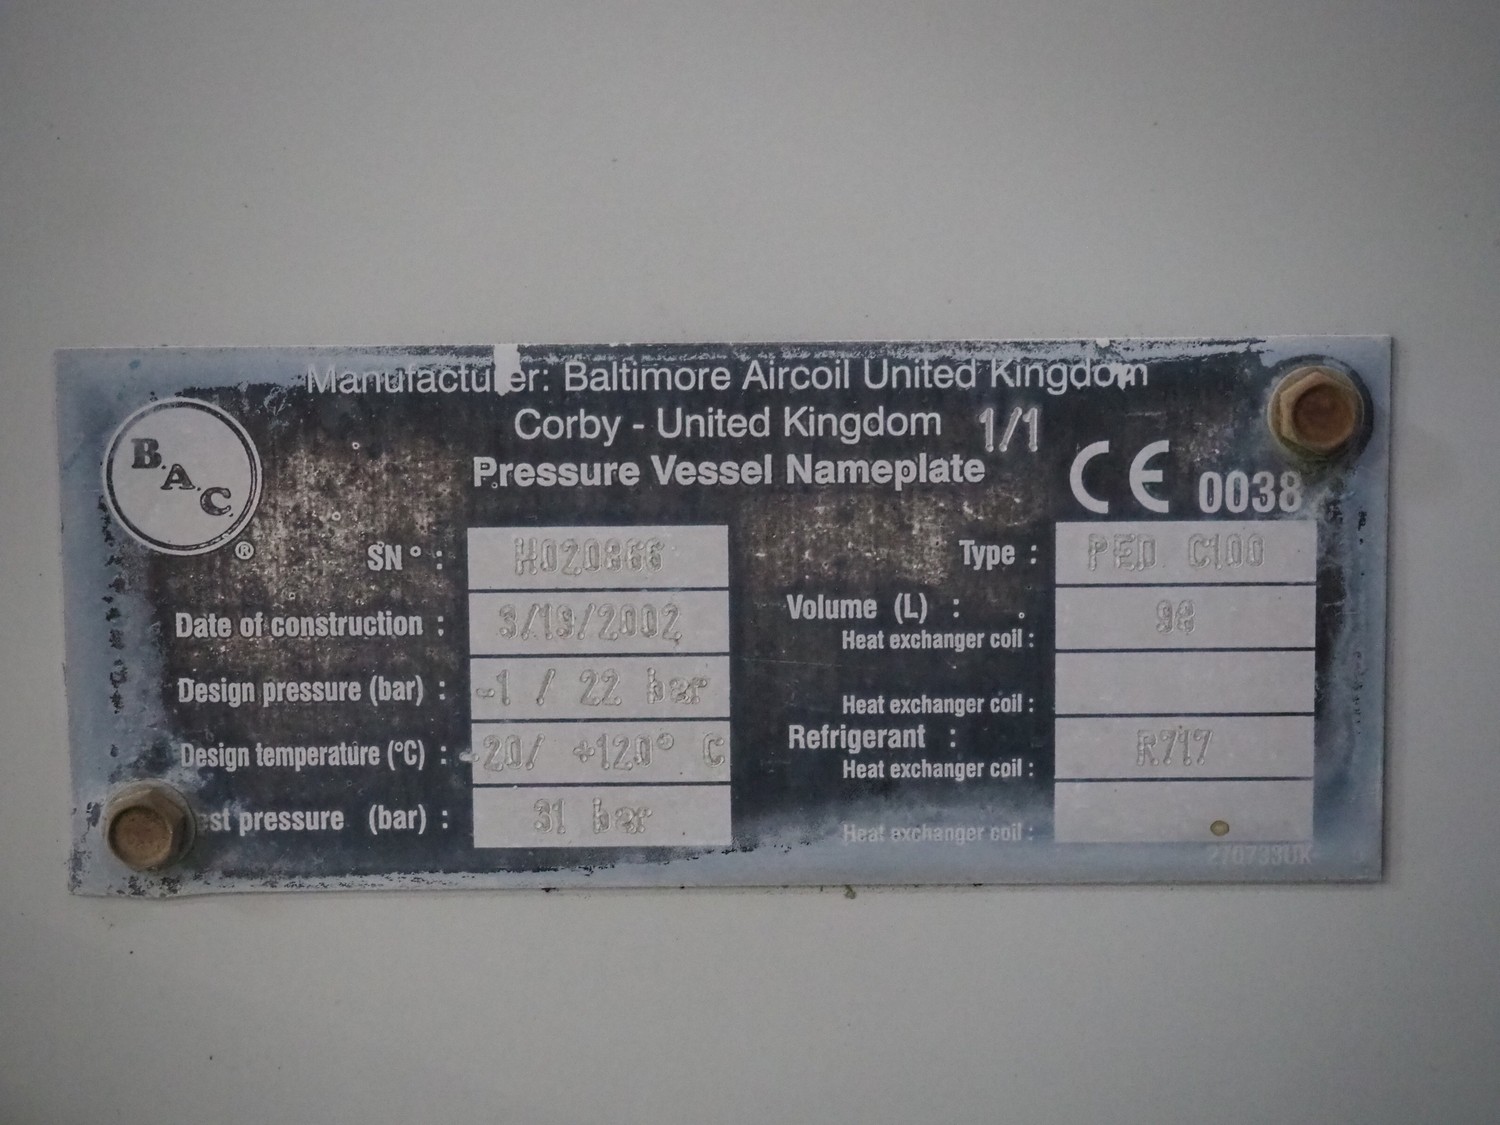 Manufacturer: Baltimore Aircoil United Kingdom
Corby - United Kingdom 1/1
Pressure Vessel Nameplate
CE 0038
B.A.C. ®
SN° : H020866
Date of construction : 3/19/2002
Design pressure (bar) : -1 / 22 bar
Design temperature (°C) : -20/ +120° C
est pressure (bar) : 31 bar
Type : PED C100
Volume (L) :
Heat exchanger coil : 98
Heat exchanger coil :
Refrigerant :
Heat exchanger coil : R717
Heat exchanger coil :
270733UK